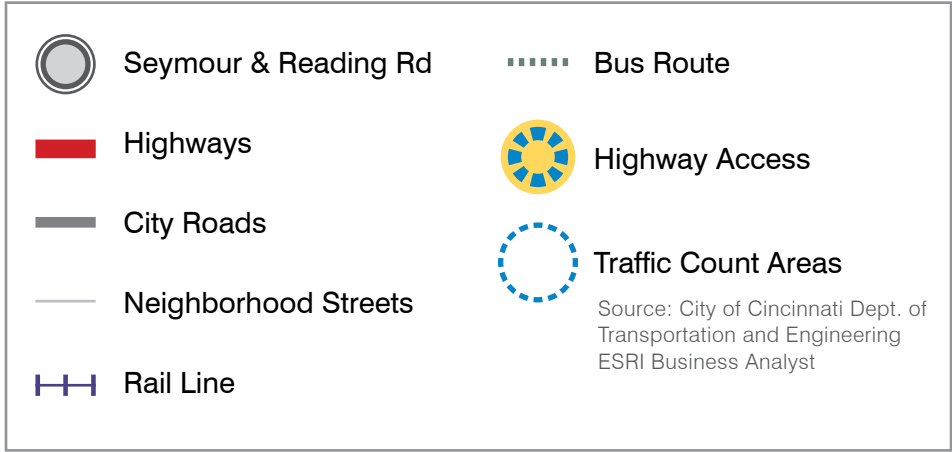 Seymour & Reading Rd
Highways
City Roads
Neighborhood Streets
Rail Line
Bus Route
Highway Access
Traffic Count Areas
Source: City of Cincinnati Dept. of
Transportation and Engineering
ESRI Business Analyst